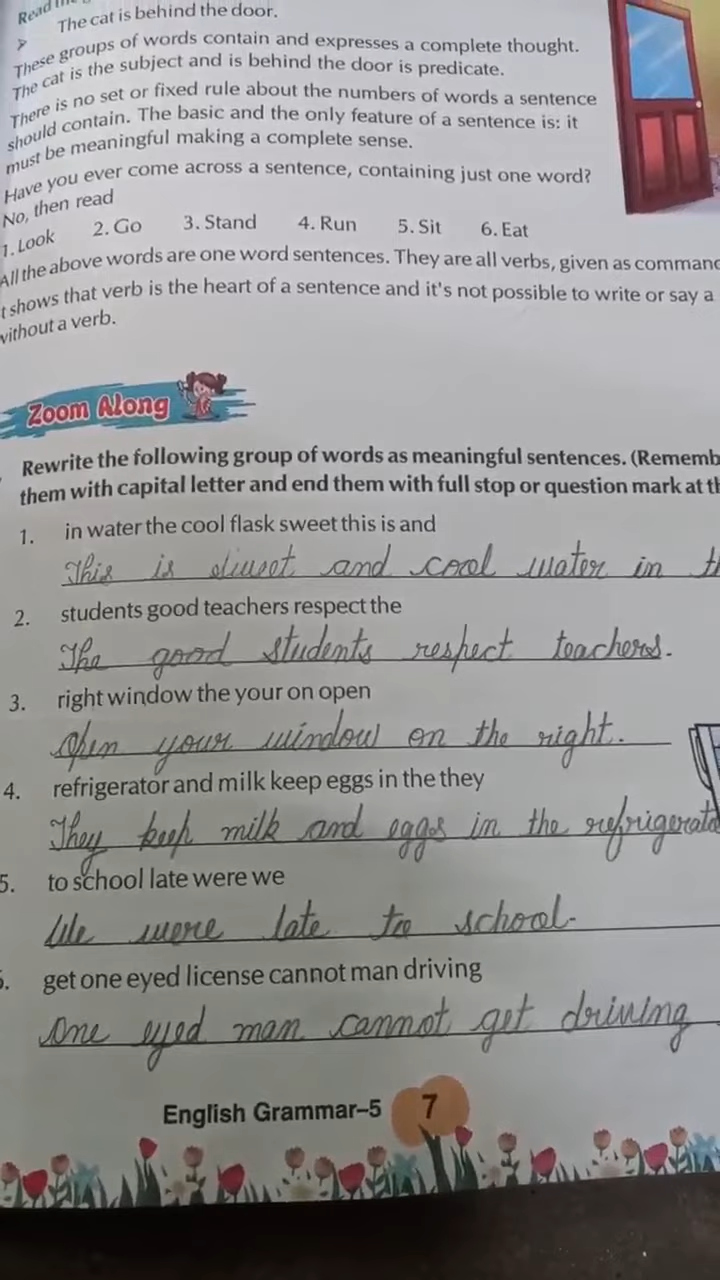 Read
The cat is behind the door.
These groups of words contain and expresses a complete thought.
The cat is the subject and is behind the door is predicate.
There is no set or fixed rule about the numbers of words a sentence
should contain. The basic and the only feature of a sentence is: it
must be meaningful making a complete sense.
Have you ever come across a sentence, containing just one word?
No, then read
1. Look 2. Go 3. Stand 4. Run 5. Sit 6. Eat
All the above words are one word sentences. They are all verbs, given as
shows that verb is the heart of a sentence and it's not possible to write or say a
without a verb.
Zoom Along
Rewrite the following group of words as meaningful sentences.
them with capital letter and end them with full stop or question mark at
1. in water the cool flask sweet this is and
This is sweet and cool water in
2. students good teachers respect the
The good students respect teachers.
3. right window the your on open
Open your window on the right.
4. refrigerator and milk keep eggs in the they
They keep milk and eggs in the
5. to school late were we
We were late to school.
get one eyed license cannot man driving
One eyed man cannot get driving
English Grammar–5 7